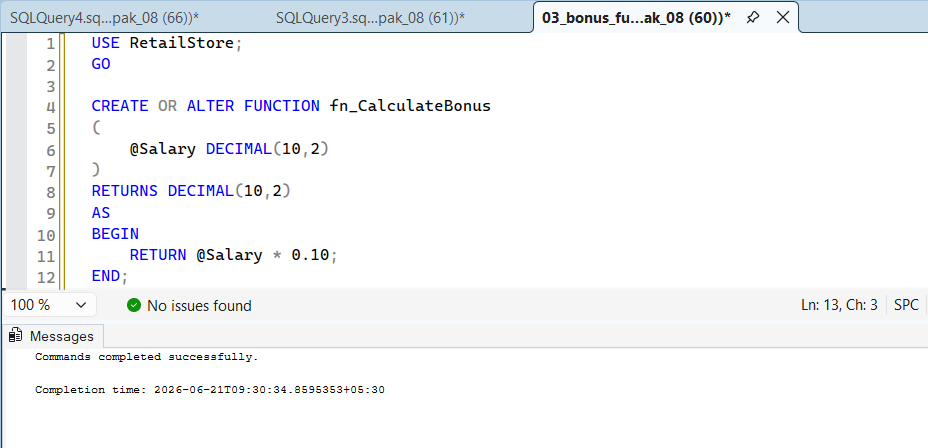 SQLQuery4.sq...pak_08 (66))*
SQLQuery3.sq...pak_08 (61))*
03_bonus_fu...ak_08 (60))*
1 USE RetailStore;
2 GO
3
4 CREATE OR ALTER FUNCTION fn_CalculateBonus
5 (
6 @Salary DECIMAL(10,2)
7 )
8 RETURNS DECIMAL(10,2)
9 AS
10 BEGIN
11 RETURN @Salary * 0.10;
12 END;
100 % No issues found Ln: 13, Ch: 3 SPC
Messages
Commands completed successfully.
Completion time: 2026-06-21T09:30:34.8595353+05:30